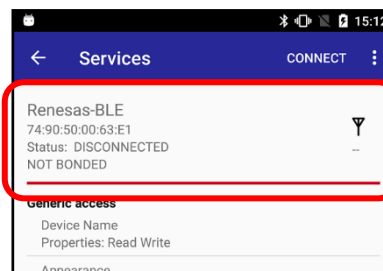 15:12
Services CONNECT
Renesas-BLE
74:90:50:00:63:E1
Status: DISCONNECTED
--
NOT BONDED
Generic access
Device Name
Properties: Read Write
Appearance